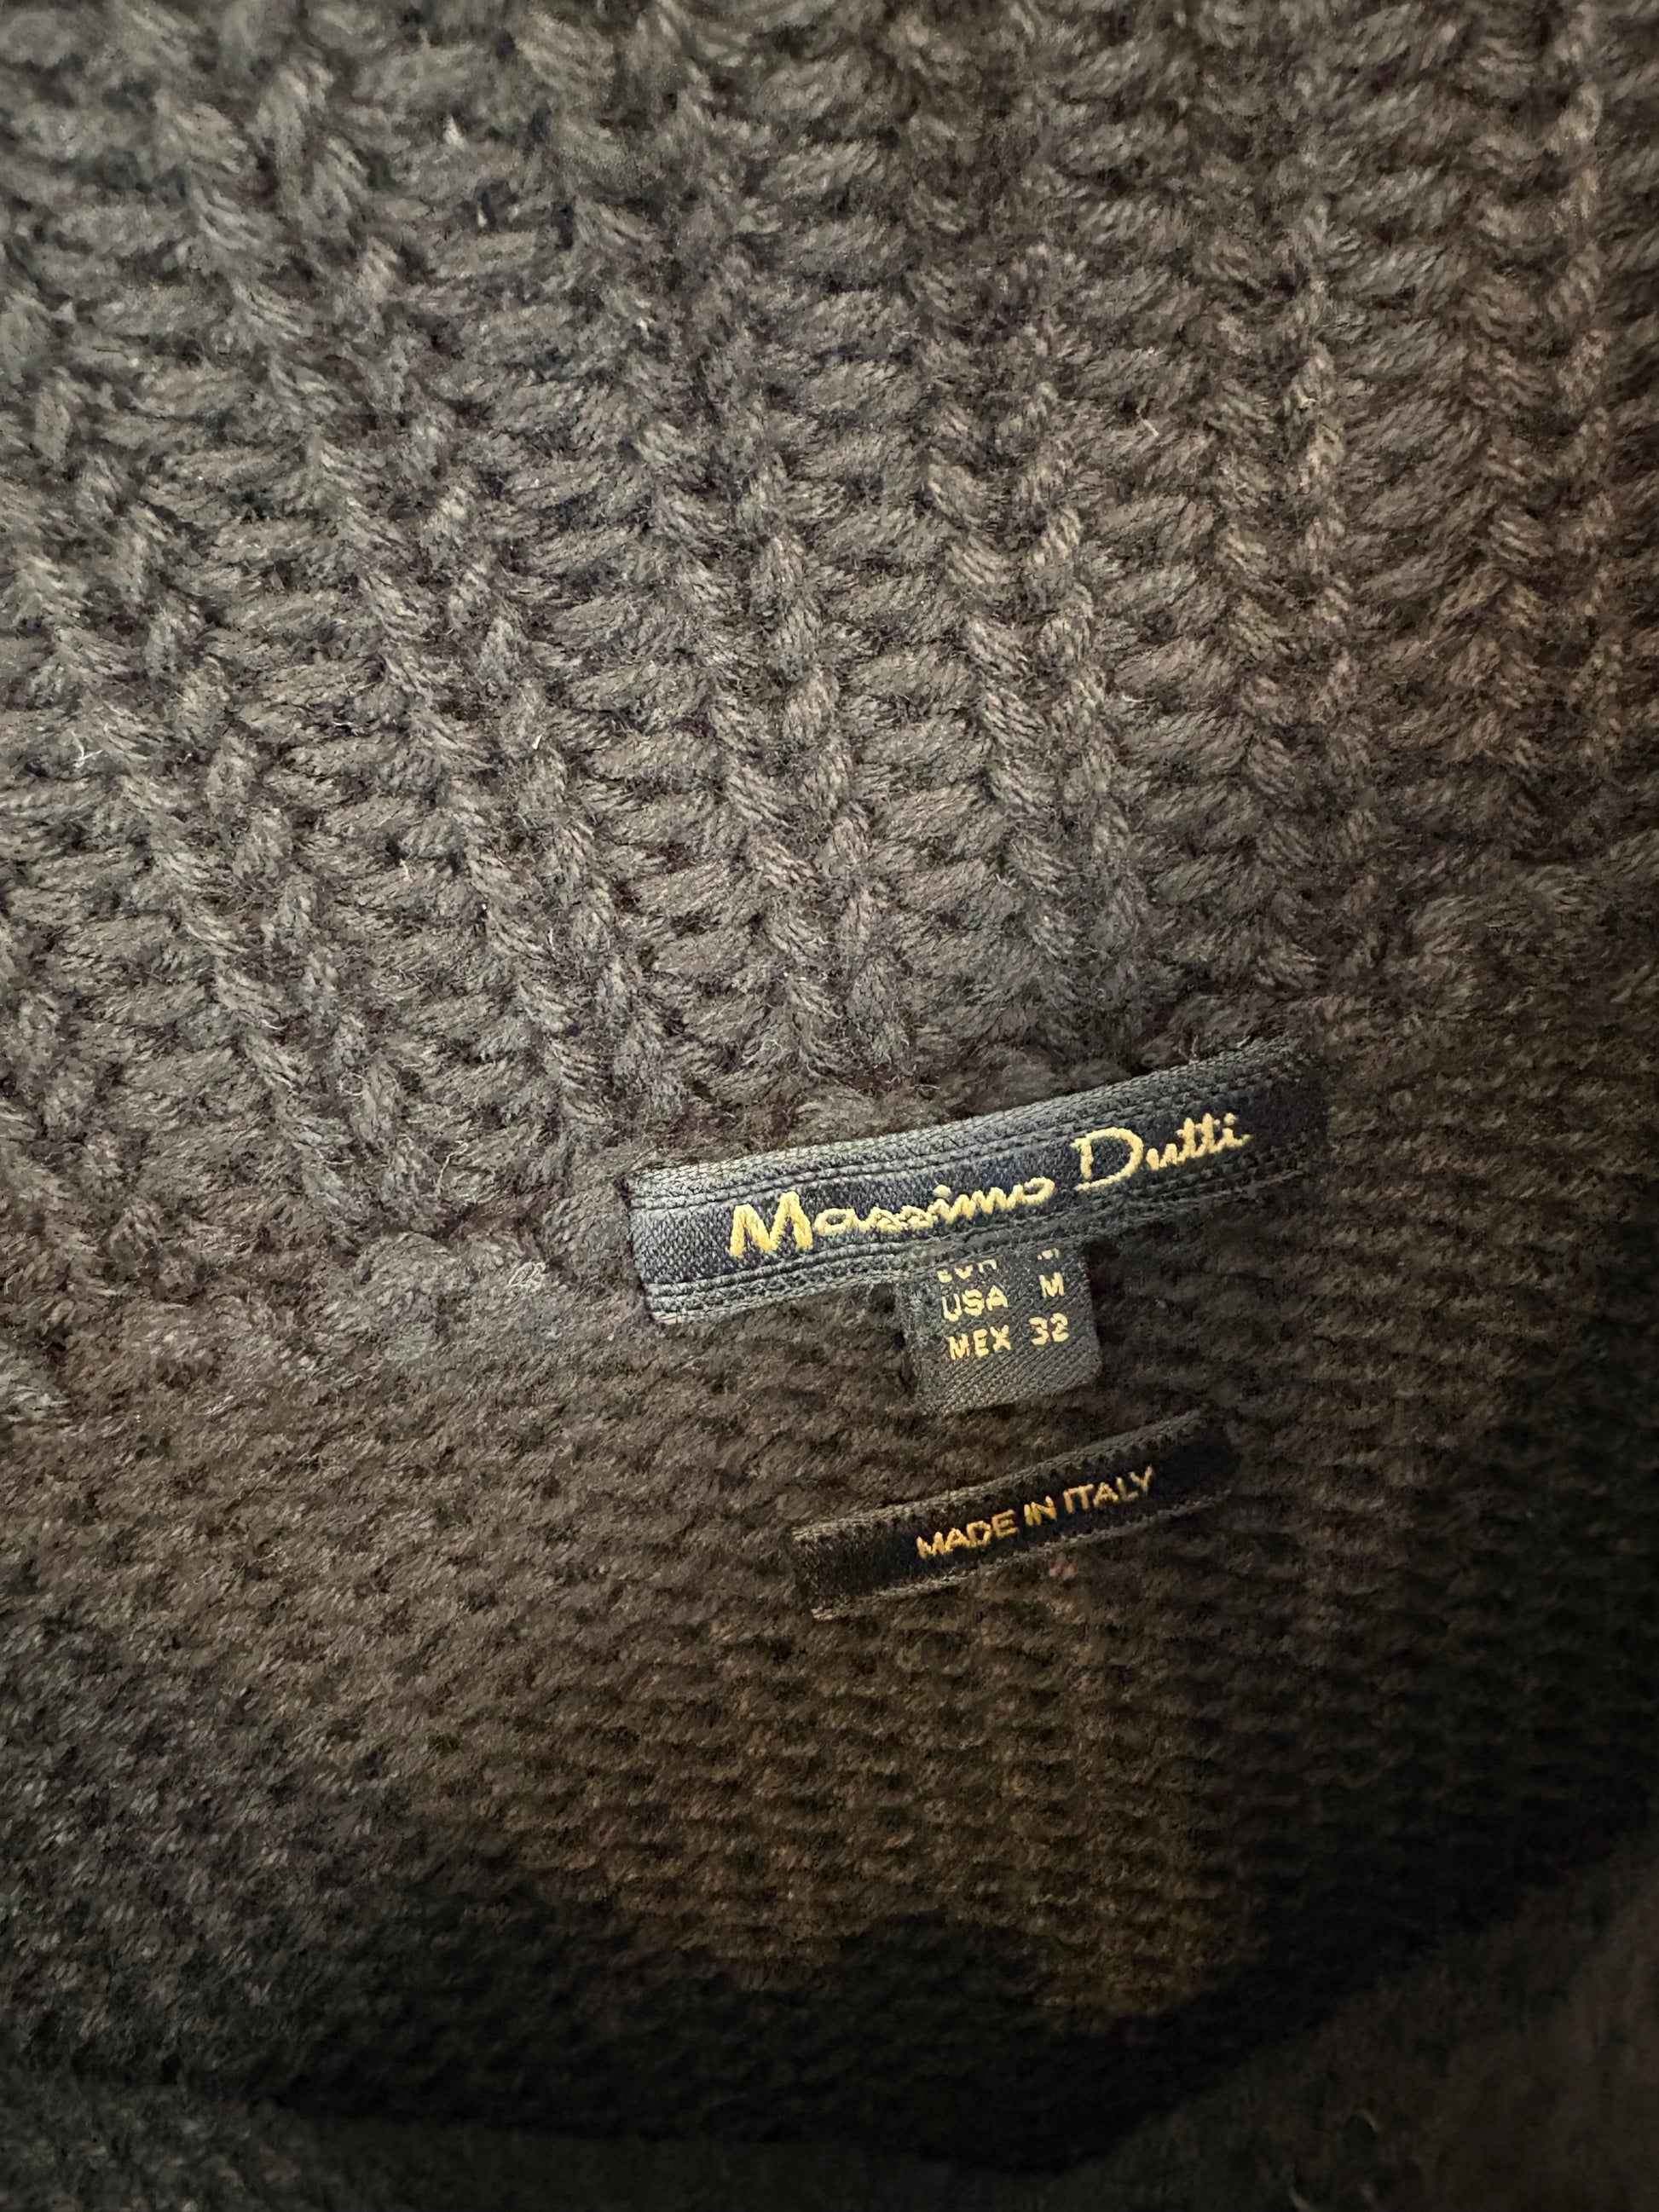 Massimo Dutti
USA M
MEX 32
MADE IN ITALY